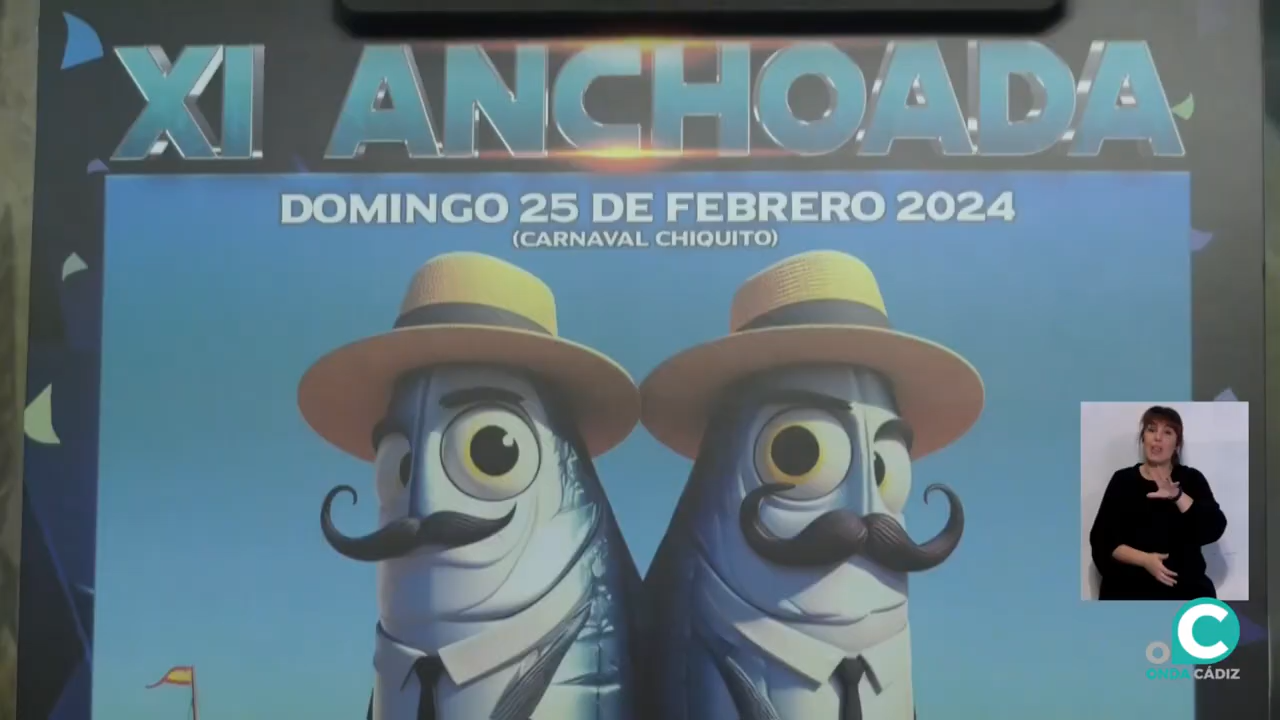 XI ANCHOADA
DOMINGO 25 DE FEBRERO 2024
(CARNAVAL CHIQUITO)
ONDA CÁDIZ